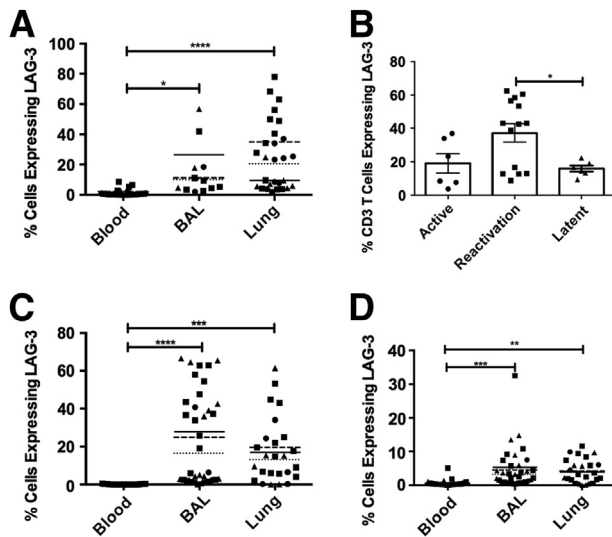 A
% Cells Expressing LAG-3
100
80
60
40
20
0
****
*
Blood
BAL
Lung
B
% CD3 T Cells Expressing LAG-3
80
60
40
20
0
*
Active
Reactivation
Latent
C
% Cells Expressing LAG-3
80
60
40
20
0
***
****
Blood
BAL
Lung
D
% Cells Expressing LAG-3
40
30
20
10
0
**
***
Blood
BAL
Lung